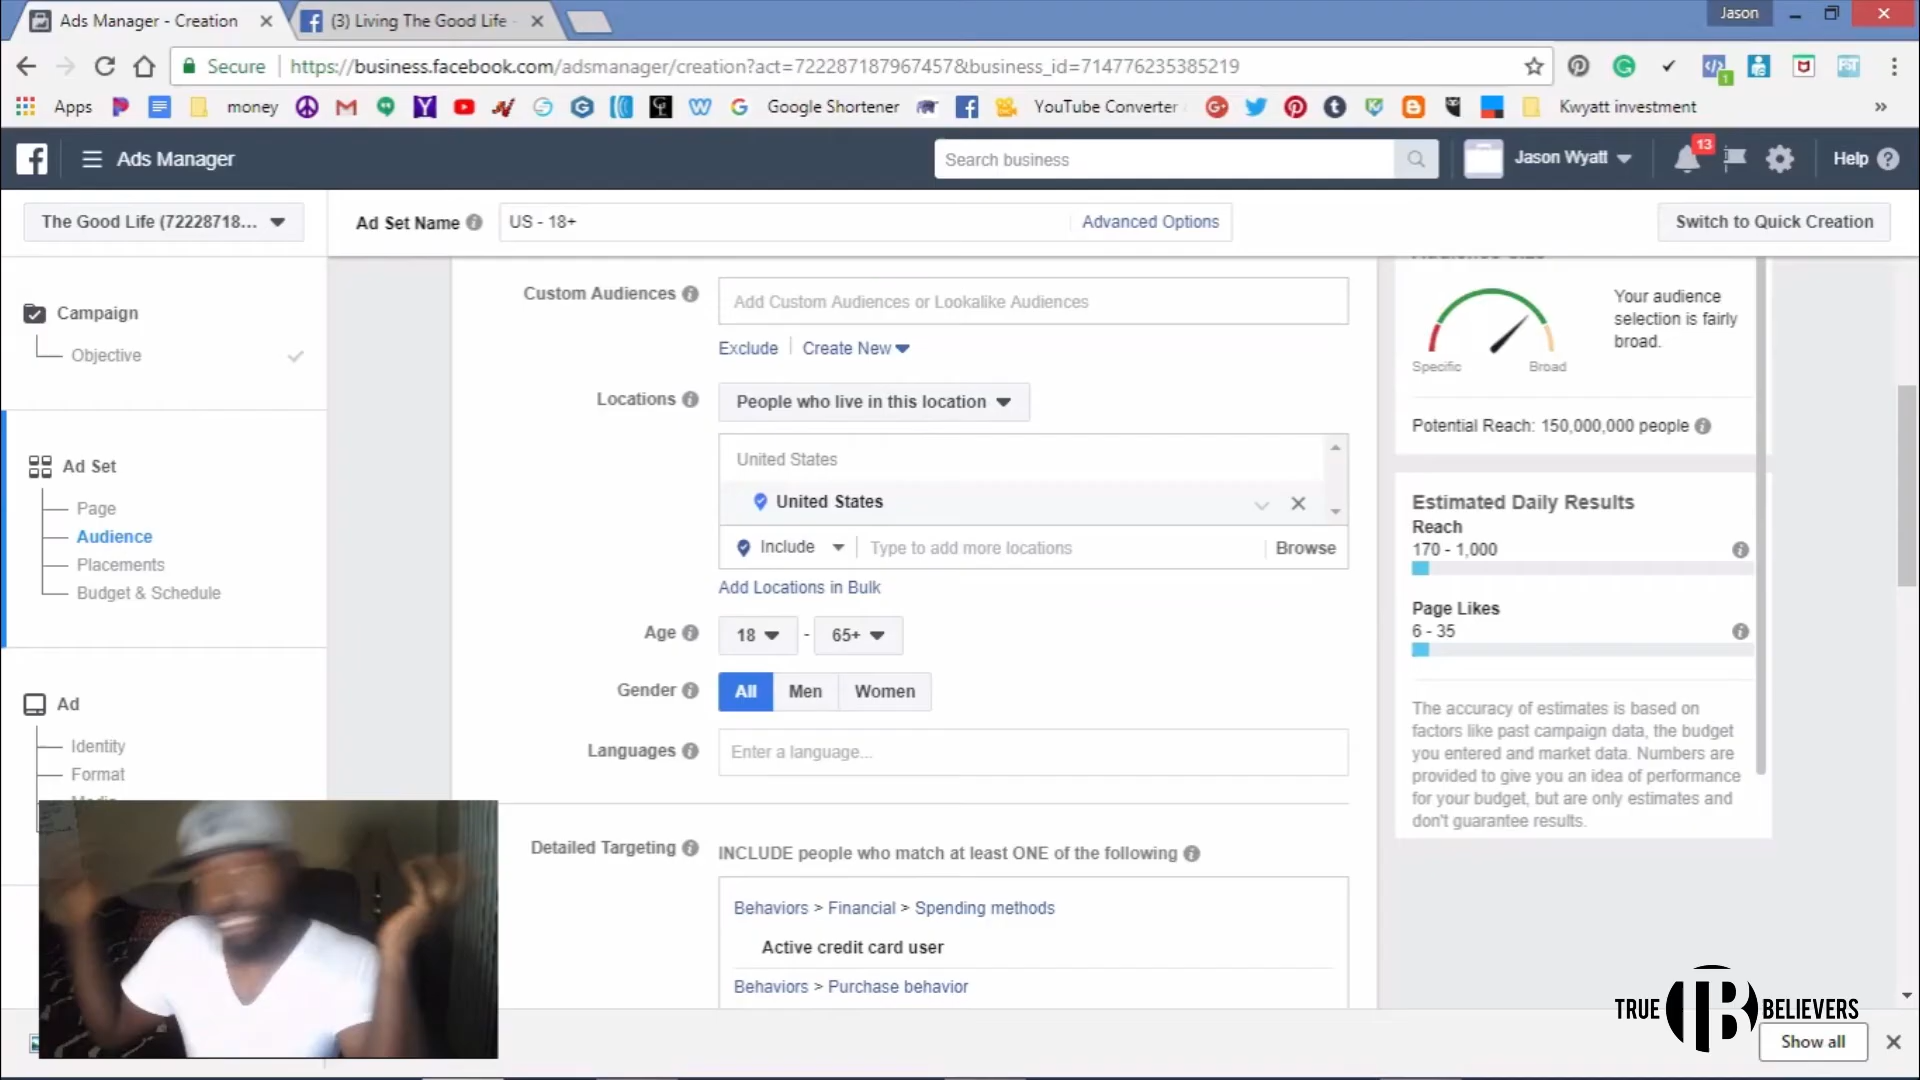 Ads Manager - Creation
(3) Living The Good Life -
Jason
Secure
https://business.facebook.com/adsmanager/creation?act=722287187967457&business_id=714776235385219
1
Apps
money
Google Shortener
YouTube Converter
Kwyatt investment
»
Ads Manager
Search business
Jason Wyatt
13
Help
The Good Life (72228718...
Ad Set Name
US - 18+
Advanced Options
Switch to Quick Creation
Campaign
Objective
Ad Set
Page
Audience
Placements
Budget & Schedule
Ad
Identity
Format
Custom Audiences
Add Custom Audiences or Lookalike Audiences
Exclude
Create New
Locations
People who live in this location
United States
United States
Include
Type to add more locations
Browse
Add Locations in Bulk
Age
18
-
65+
Gender
All
Men
Women
Languages
Enter a language...
Detailed Targeting
INCLUDE people who match at least ONE of the following
Behaviors > Financial > Spending methods
Active credit card user
Behaviors > Purchase behavior
Your audience
selection is fairly
broad.
Specific
Broad
Potential Reach: 150,000,000 people
Estimated Daily Results
Reach
170 - 1,000
Page Likes
6 - 35
The accuracy of estimates is based on
factors like past campaign data, the budget
you entered and market data. Numbers are
provided to give you an idea of performance
for your budget, but are only estimates and
don't guarantee results.
TRUE B BELIEVERS
Show all